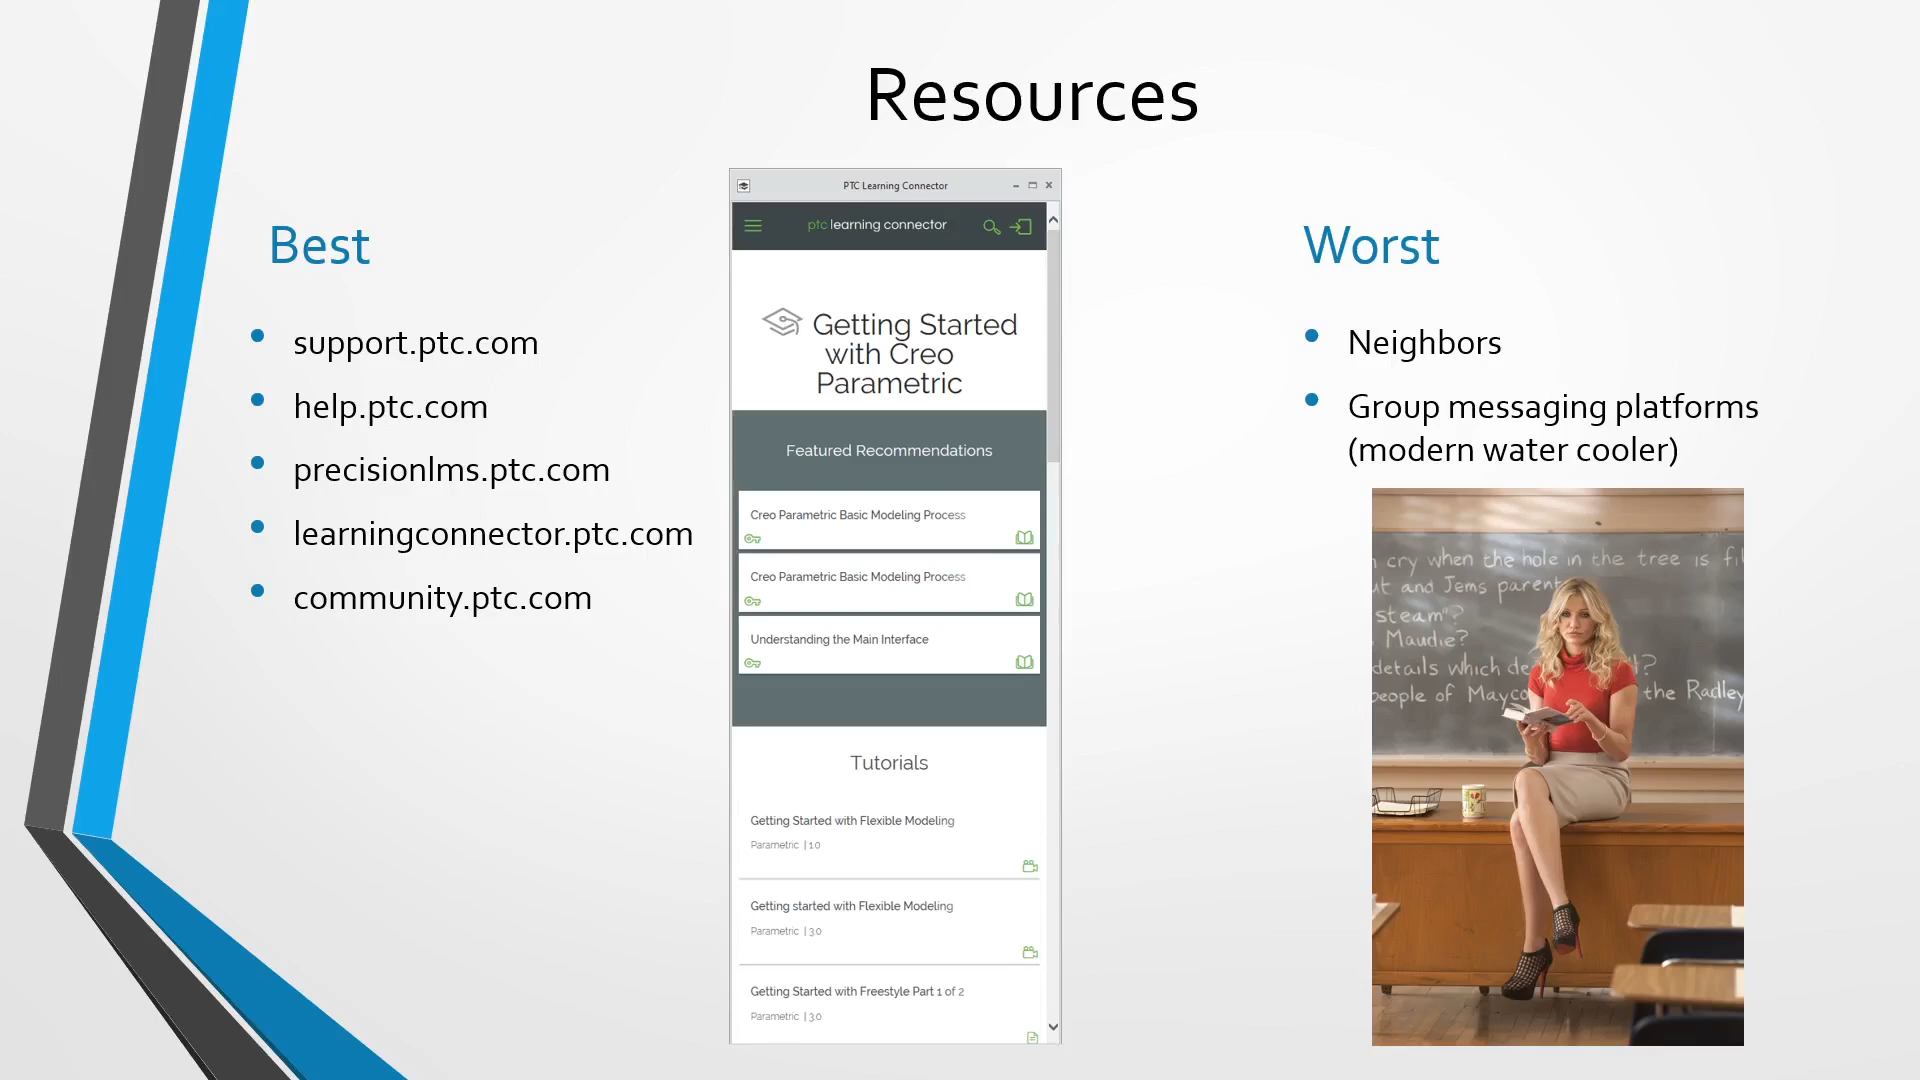 Resources
Best
support.ptc.com
help.ptc.com
precisionlms.ptc.com
learningconnector.ptc.com
community.ptc.com
PTC Learning Connector
ptc learning connector
Getting Started
with Creo
Parametric
Featured Recommendations
Creo Parametric Basic Modeling Process
Creo Parametric Basic Modeling Process
Understanding the Main Interface
Tutorials
Getting Started with Flexible Modeling
Parametric | 1.0
Getting started with Flexible Modeling
Parametric | 3.0
Getting Started with Freestyle Part 1 of 2
Parametric | 3.0
Worst
Neighbors
Group messaging platforms
(modern water cooler)
cry when the hole in the tree is
and Jems parent
steam"?
Maudie?
details which
people of the Radley